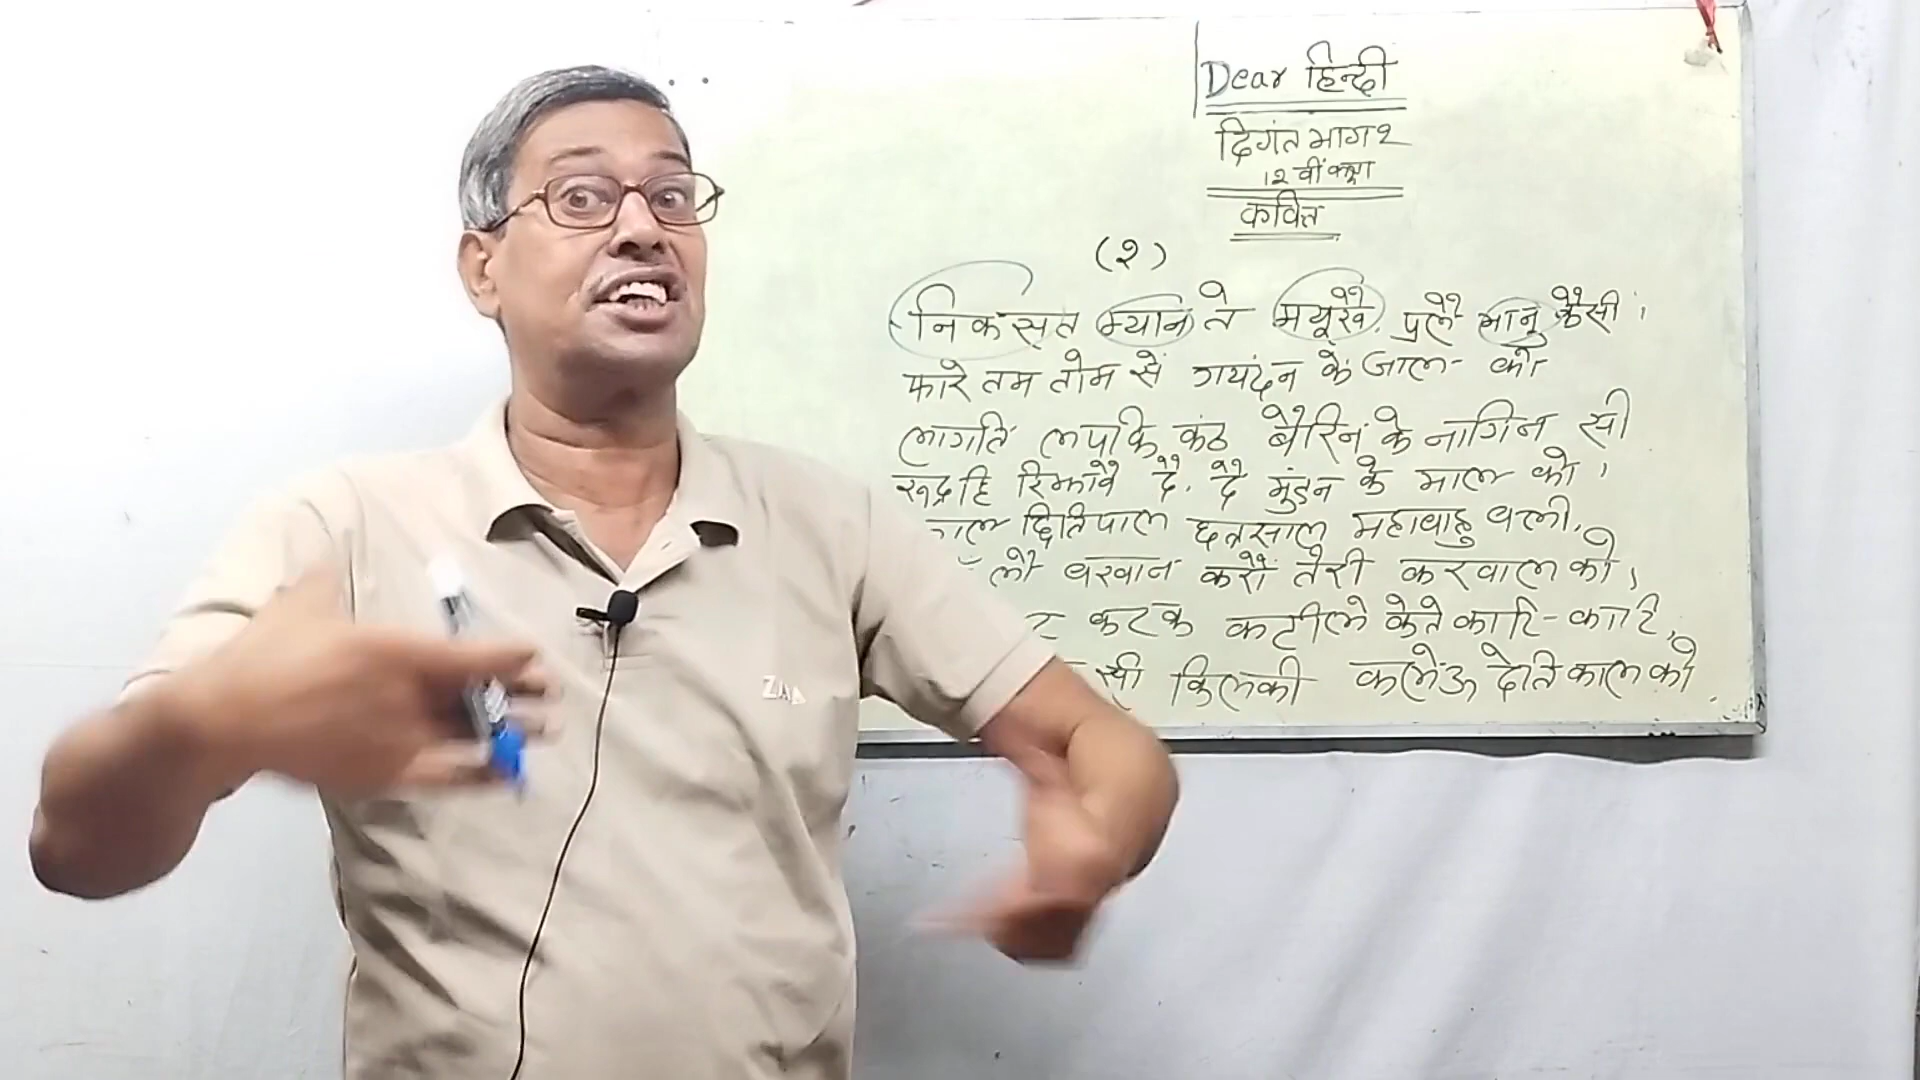 Dear हिन्दी
दिगंत भाग २
१२ वीं कक्षा
कवित्त
(२)
निकसत म्यान ते मयूखैं, प्रलै भानु कैसी,
फारे तम तोम से गयंदन के जाल को
लागति लपकि कंठ बैरिन के नागिन सी
रूद्रहि रिझावै दै दै मुंडन के माल को,
छितिपाल छत्रसाल महाबाहु बली,
लौ बखान करौं तेरी करवाल को,
कटक कटीले केते काटि-काटि,
सी किलकी कलेऊ देति काल को